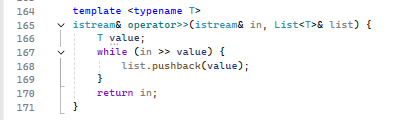 164 template <typename T>
165 istream& operator>>(istream& in, List<T>& list) {
166 T value;
167 while (in >> value) {
168 list.pushback(value);
169 }
170 return in;
171 }